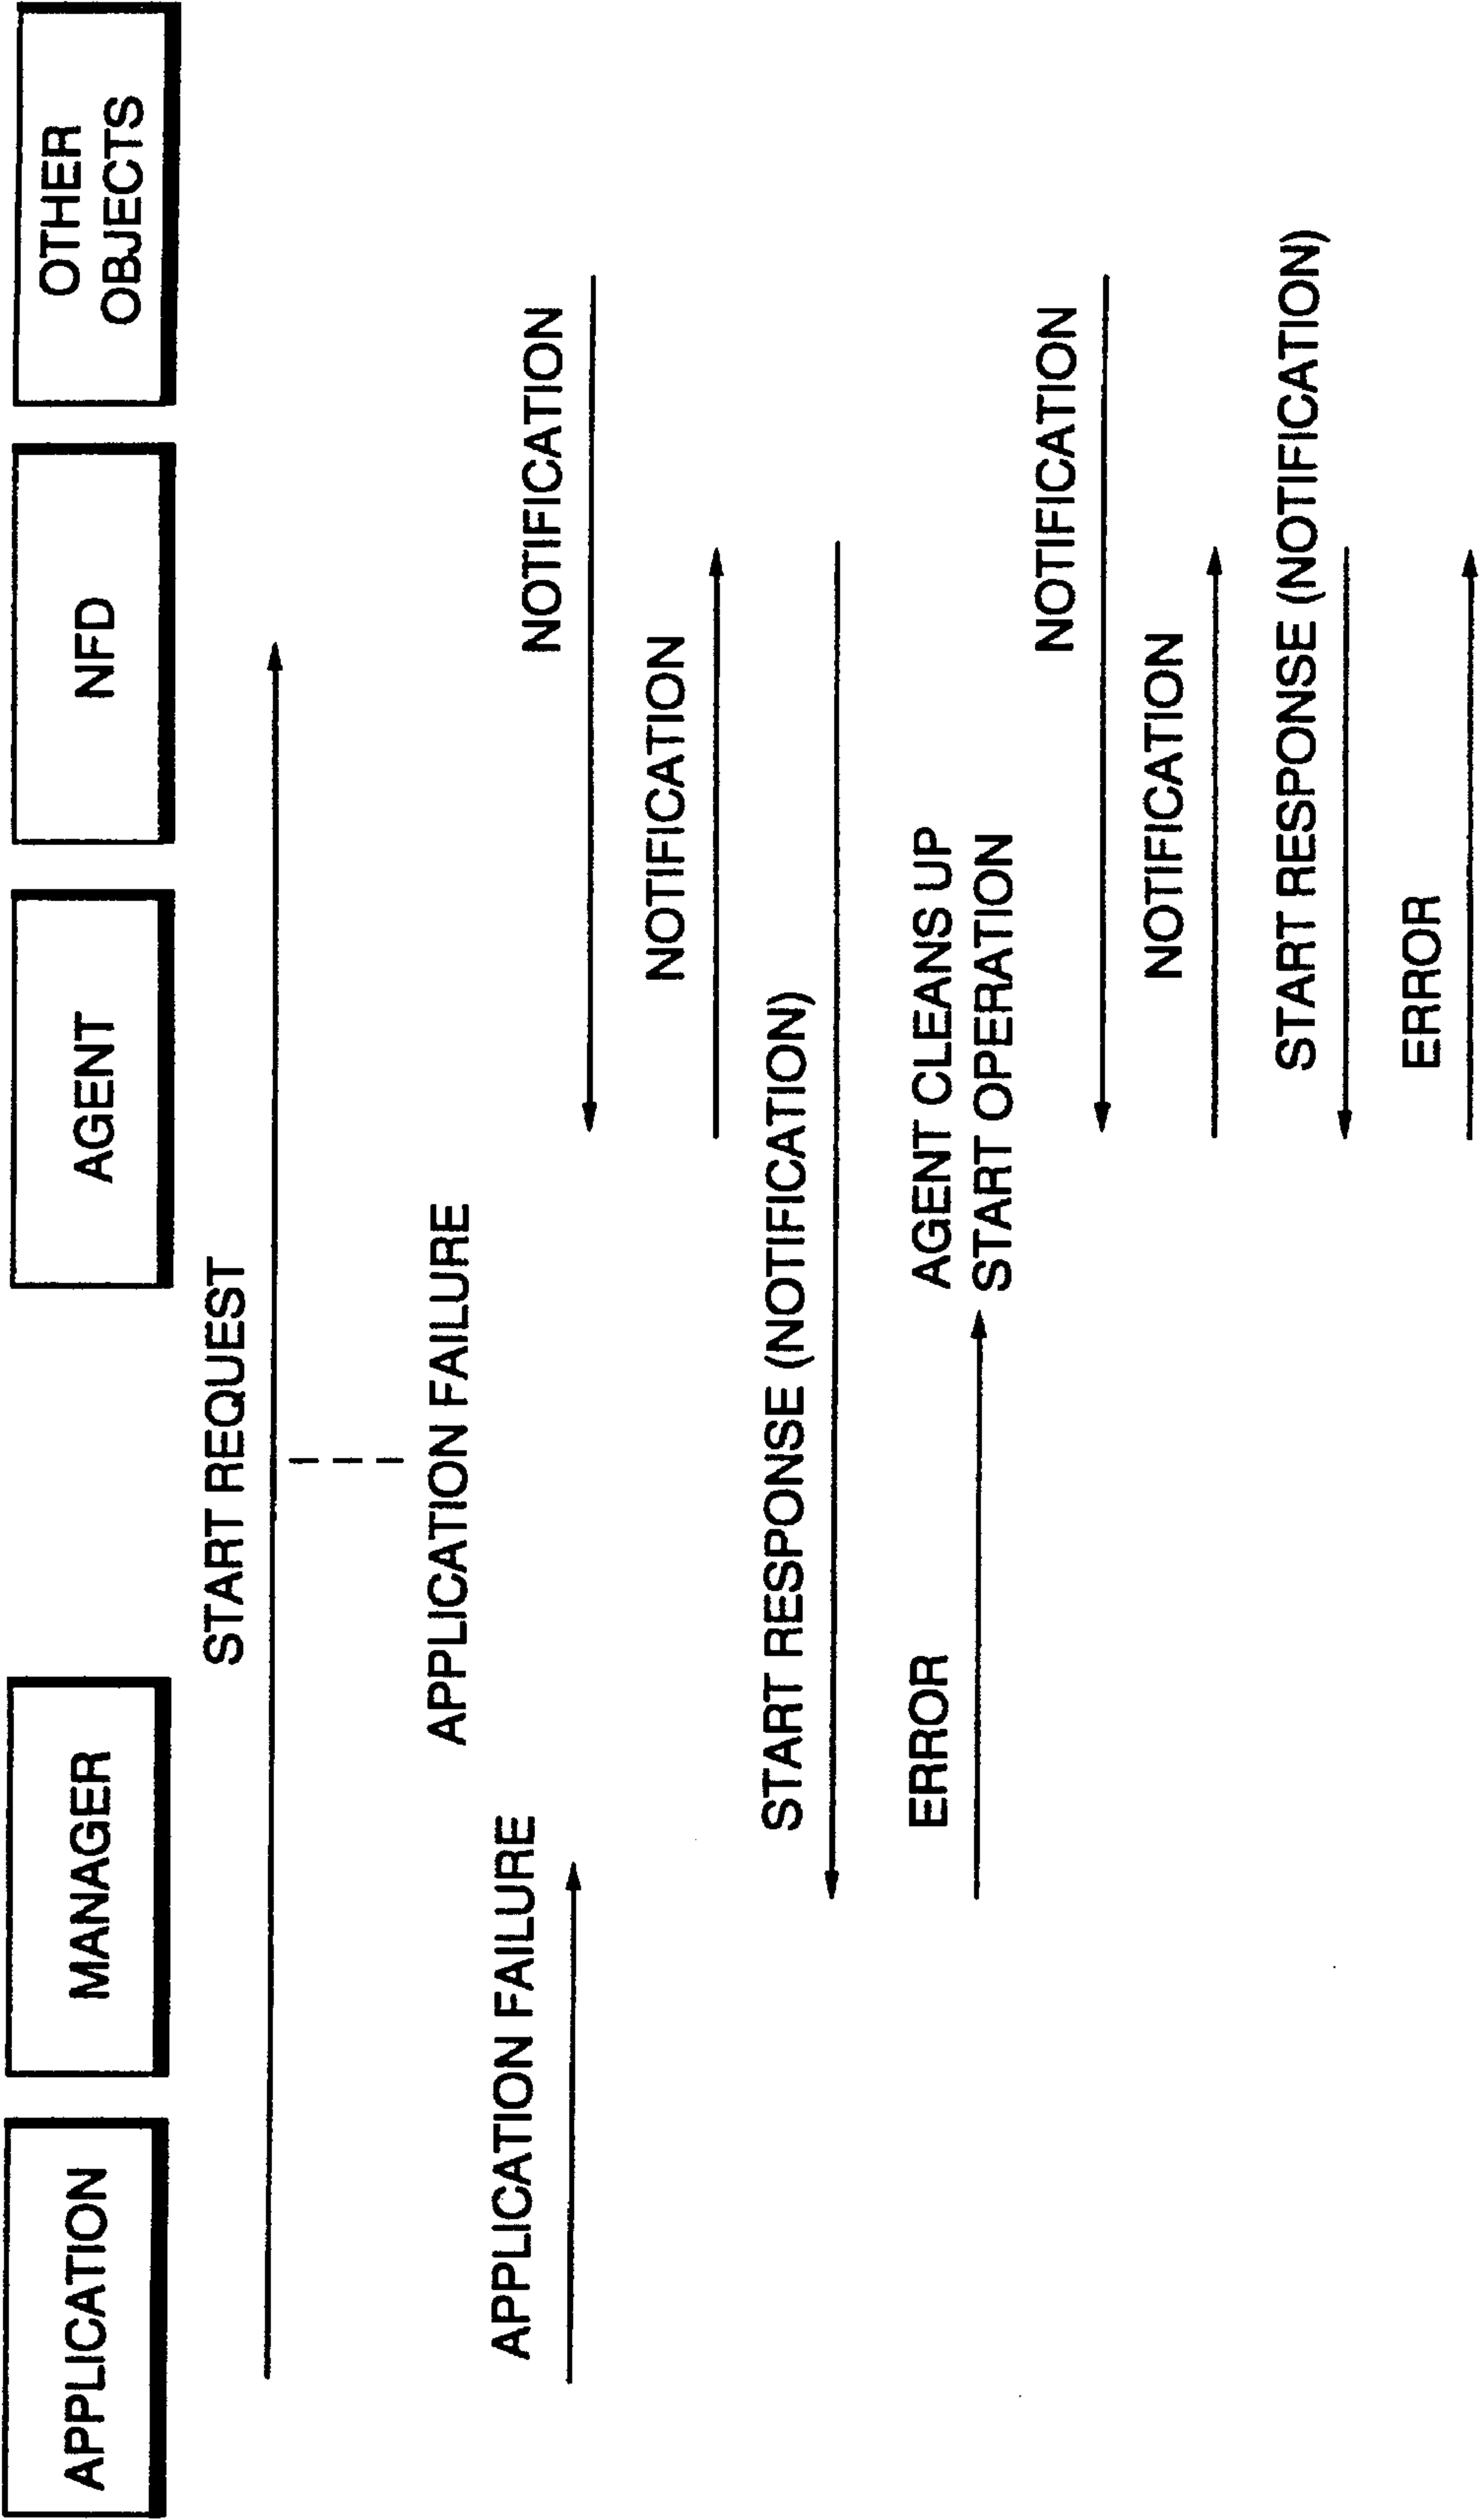 APPLICATION
MANAGER
AGENT
NFD
OTHER
OBJECTS
START REQUEST
APPLICATION FAILURE
APPLICATION FAILURE
NOTIFICATION
NOTIFICATION
START RESPONSE (NOTIFICATION)
ERROR
AGENT CLEANS UP
START OPERATION
NOTIFICATION
NOTIFICATION
START RESPONSE (NOTIFICATION)
ERROR